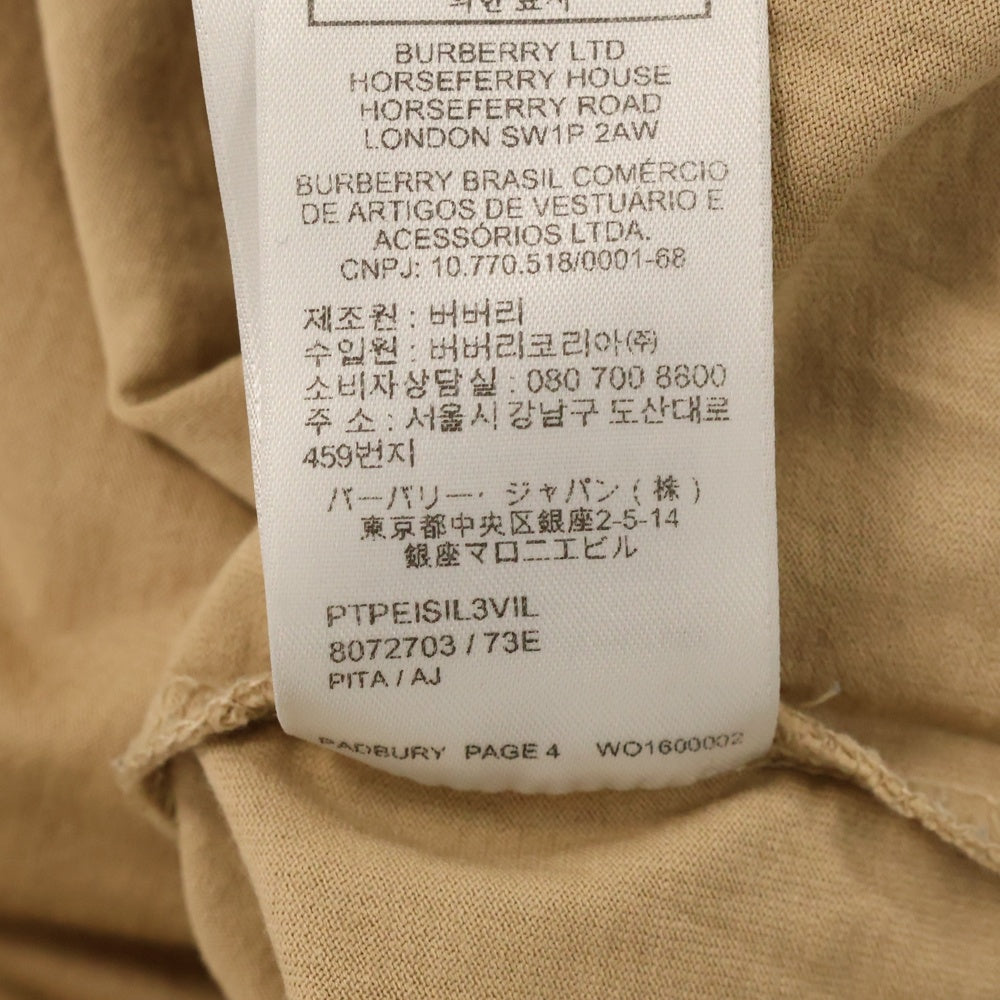 의한 표시
BURBERRY LTD
HORSEFERRY HOUSE
HORSEFERRY ROAD
LONDON SW1P 2AW
BURBERRY BRASIL COMÉRCIO
DE ARTIGOS DE VESTUÁRIO E
ACESSÓRIOS LTDA.
CNPJ: 10.770.518/0001-68
제조원 : 버버리
수입원 : 버버리코리아㈜
소비자상담실 : 080 700 8800
주 소 : 서울시 강남구 도산대로
459번지
バーバリー・ジャパン ( 株 )
東京都中央区銀座2-5-14
銀座マロニエビル
PTPEISIL3VIL
8072703 / 73E
PITA / AJ
PADBURY PAGE 4 WO1600002